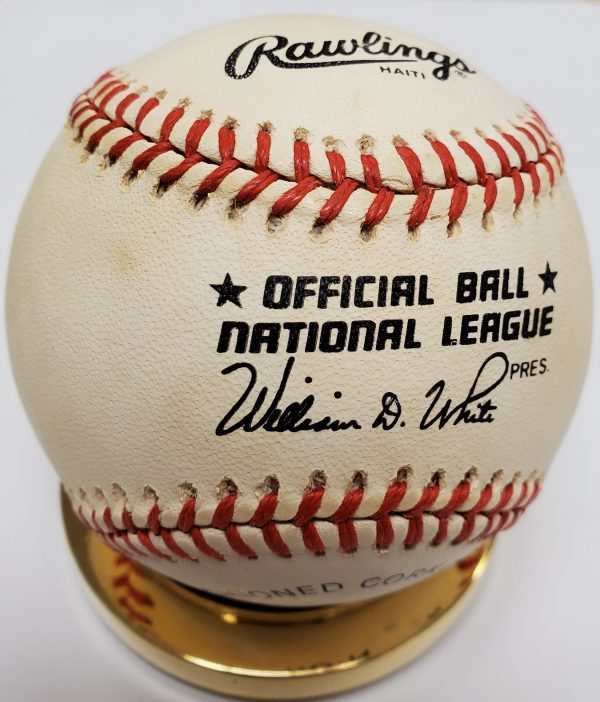 Rawlings®
HAITI
★ OFFICIAL BALL ★
NATIONAL LEAGUE
William D. White PRES.